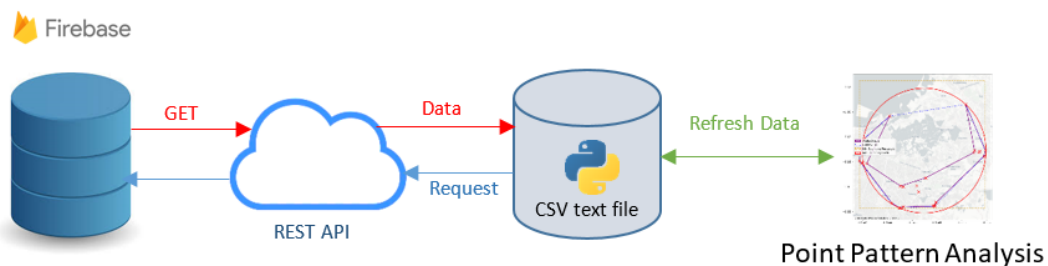 Firebase
GET
Data
Refresh Data
Request
CSV text file
REST API
Point Pattern Analysis